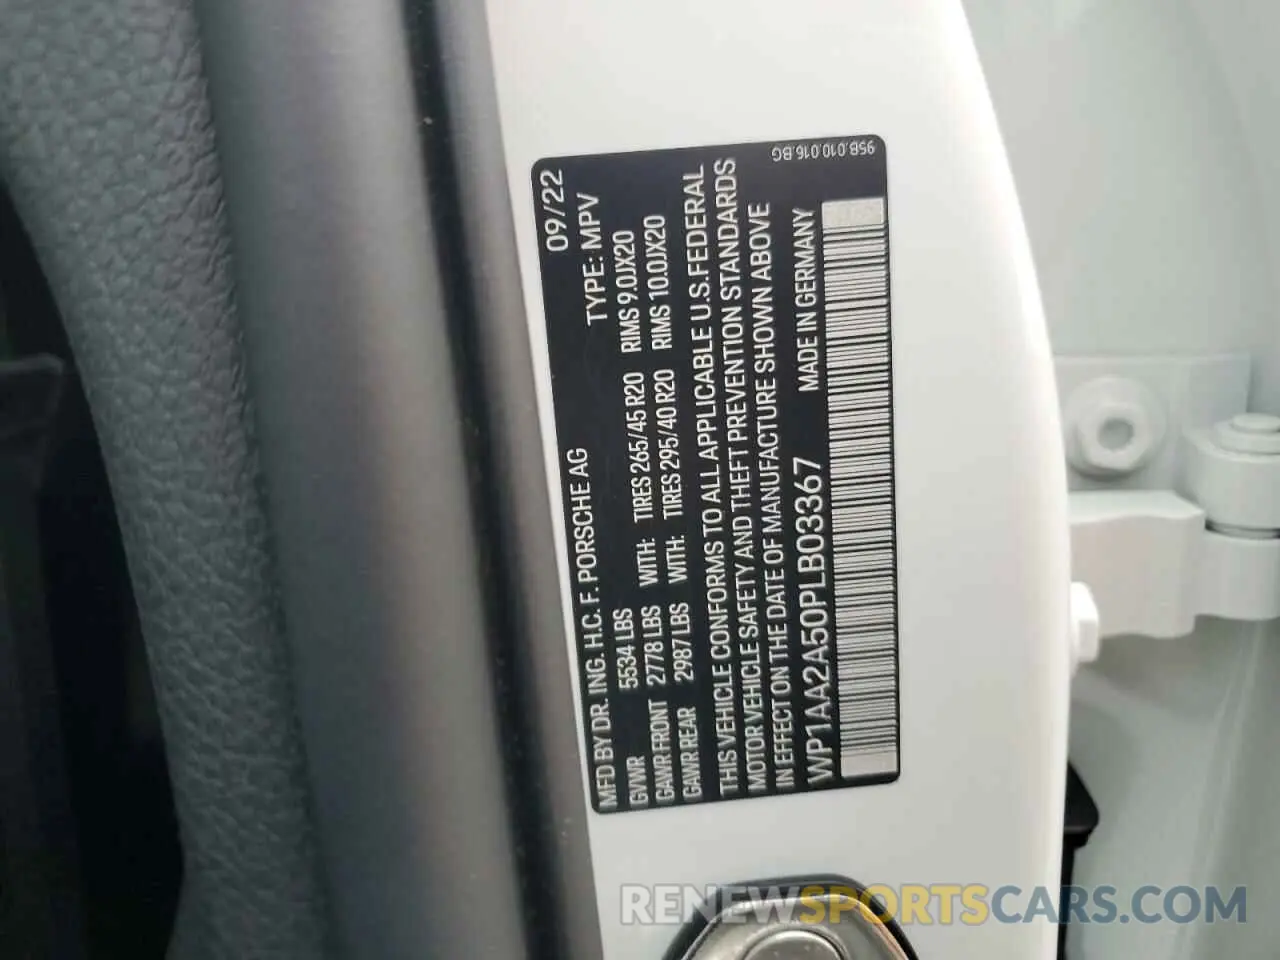 09/22
MFD BY DR. ING. H.C. F. PORSCHE AG TYPE: MPV
GVWR 5534 LBS WITH: TIRES 265/45 R20 RIMS 9.0JX20
GAWR FRONT 2778 LBS WITH: TIRES 295/40 R20 RIMS 10.0JX20
GAWR REAR 2987 LBS
THIS VEHICLE CONFORMS TO ALL APPLICABLE U.S. FEDERAL
MOTOR VEHICLE SAFETY AND THEFT PREVENTION STANDARDS
IN EFFECT ON THE DATE OF MANUFACTURE SHOWN ABOVE
WP1AA2A50PLB03367 MADE IN GERMANY
95B.010.016.BG
RENEWSPORTSCARS.COM